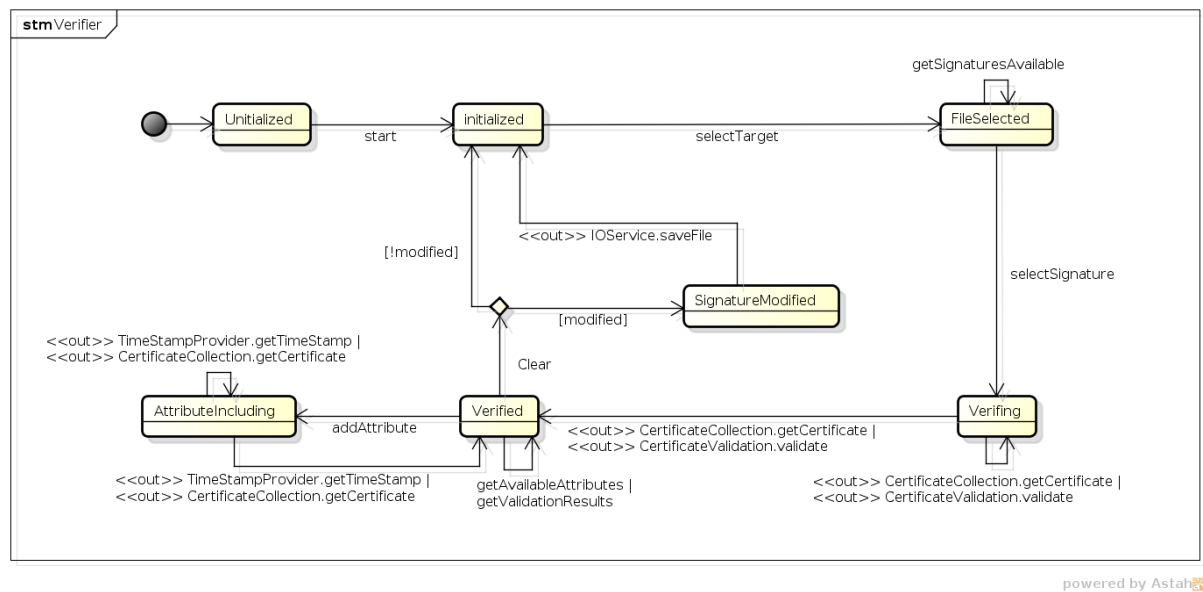 stm Verifier
getSignaturesAvailable
Unitialized
initialized
FileSelected
start
selectTarget
<<out>> IOService.saveFile
[!modified]
selectSignature
SignatureModified
[modified]
<<out>> TimeStampProvider.getTimeStamp |
<<out>> CertificateCollection.getCertificate
Clear
AttributeIncluding
Verified
Verifing
addAttribute
<<out>> CertificateCollection.getCertificate |
<<out>> CertificateValidation.validate
<<out>> TimeStampProvider.getTimeStamp |
<<out>> CertificateCollection.getCertificate
getAvailableAttributes |
getValidationResults
<<out>> CertificateCollection.getCertificate |
<<out>> CertificateValidation.validate
powered by Astah